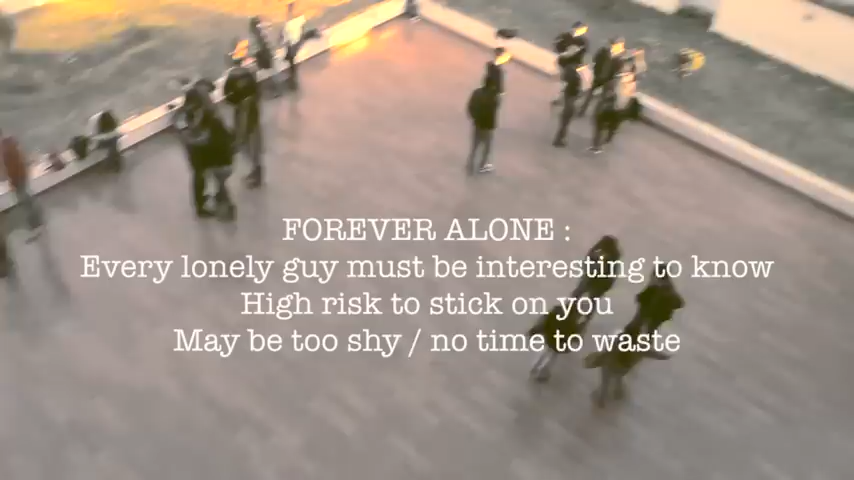 FOREVER ALONE :
Every lonely guy must be interesting to know
High risk to stick on you
May be too shy / no time to waste